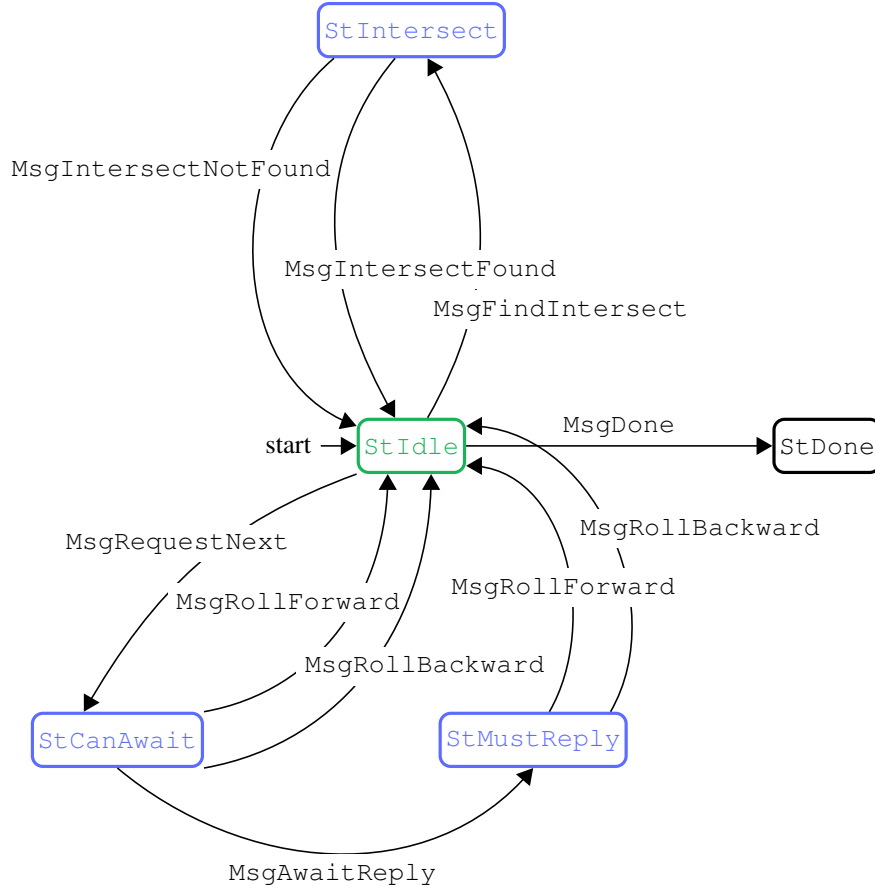 StIntersect
MsgIntersectNotFound
MsgIntersectFound
MsgFindIntersect
MsgDone
start
StIdle
StDone
MsgRollBackward
MsgRequestNext
MsgRollForward
MsgRollForward
MsgRollBackward
StCanAwait
StMustReply
MsgAwaitReply